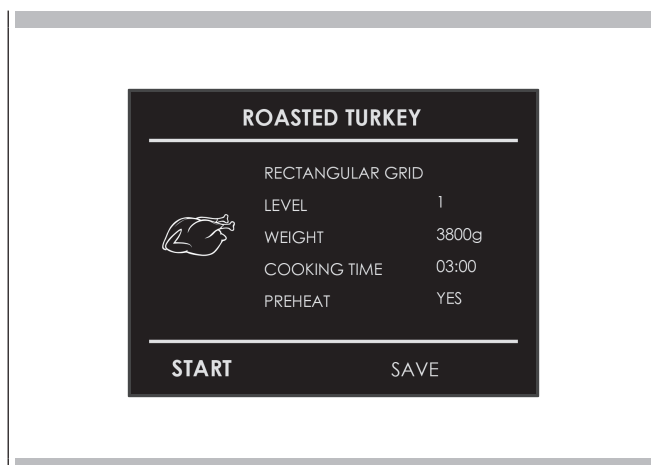 ROASTED TURKEY
RECTANGULAR GRID
LEVEL 1
WEIGHT 3800g
COOKING TIME 03:00
PREHEAT YES
START SAVE